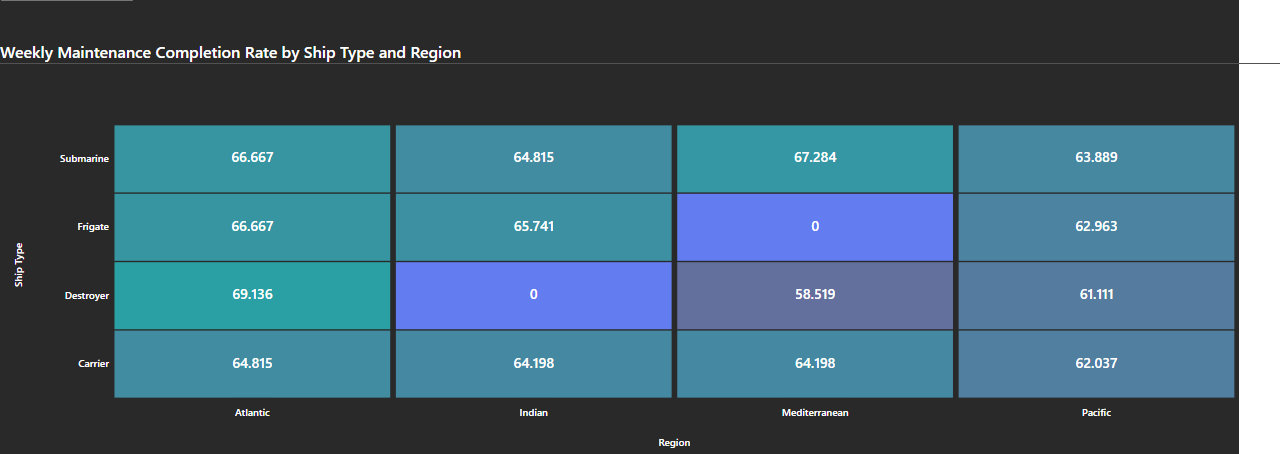 Weekly Maintenance Completion Rate by Ship Type and Region
Ship Type
Submarine 66.667 64.815 67.284 63.889
Frigate 66.667 65.741 0 62.963
Destroyer 69.136 0 58.519 61.111
Carrier 64.815 64.198 64.198 62.037
Atlantic Indian Mediterranean Pacific
Region